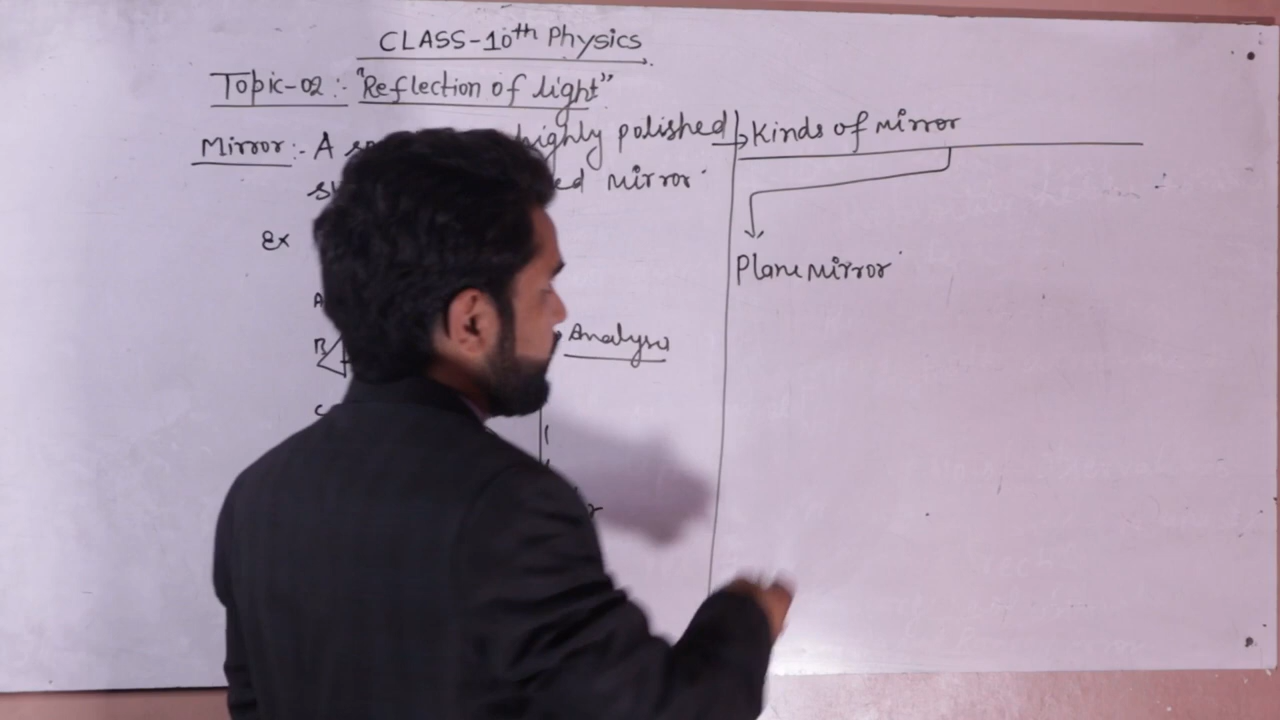 CLASS-10th Physics
Topic-02 :- "Reflection of light"
Mirror :- A highly polished
mirror
Ex
A
B
C
Analysis
Kinds of mirror
Plane mirror